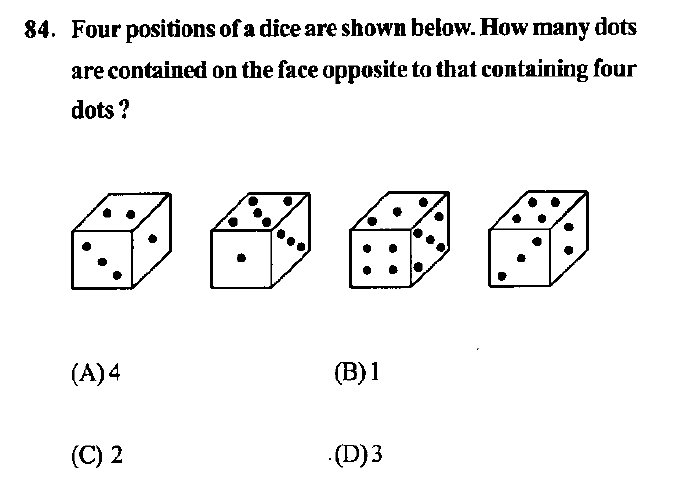 84. Four positions of a dice are shown below. How many dots
are contained on the face opposite to that containing four
dots ?
(A) 4
(B) 1
(C) 2
(D) 3